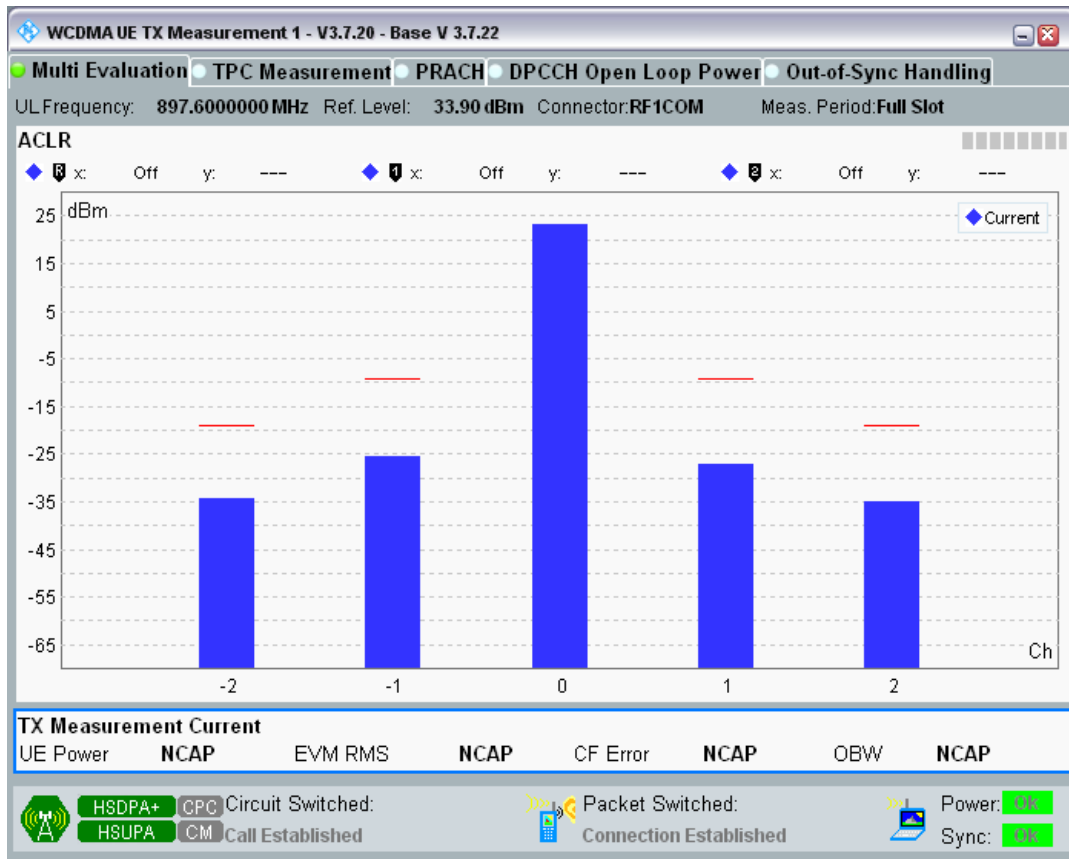 WCDMA UE TX Measurement 1 - V3.7.20 - Base V 3.7.22
Multi Evaluation TPC Measurement PRACH DPCCH Open Loop Power Out-of-Sync Handling
UL Frequency: 897.6000000 MHz Ref. Level: 33.90 dBm Connector:RF1COM Meas. Period:Full Slot
ACLR
R x: Off y: --- 1 x: Off y: --- 2 x: Off y: ---
dBm
Current
25
15
5
-5
-15
-25
-35
-45
-55
-65
Ch
-2 -1 0 1 2
TX Measurement Current
UE Power NCAP EVM RMS NCAP CF Error NCAP OBW NCAP
HSDPA+ CPC Circuit Switched: Packet Switched: Power: Ok
HSUPA CM Call Established Connection Established Sync: Ok